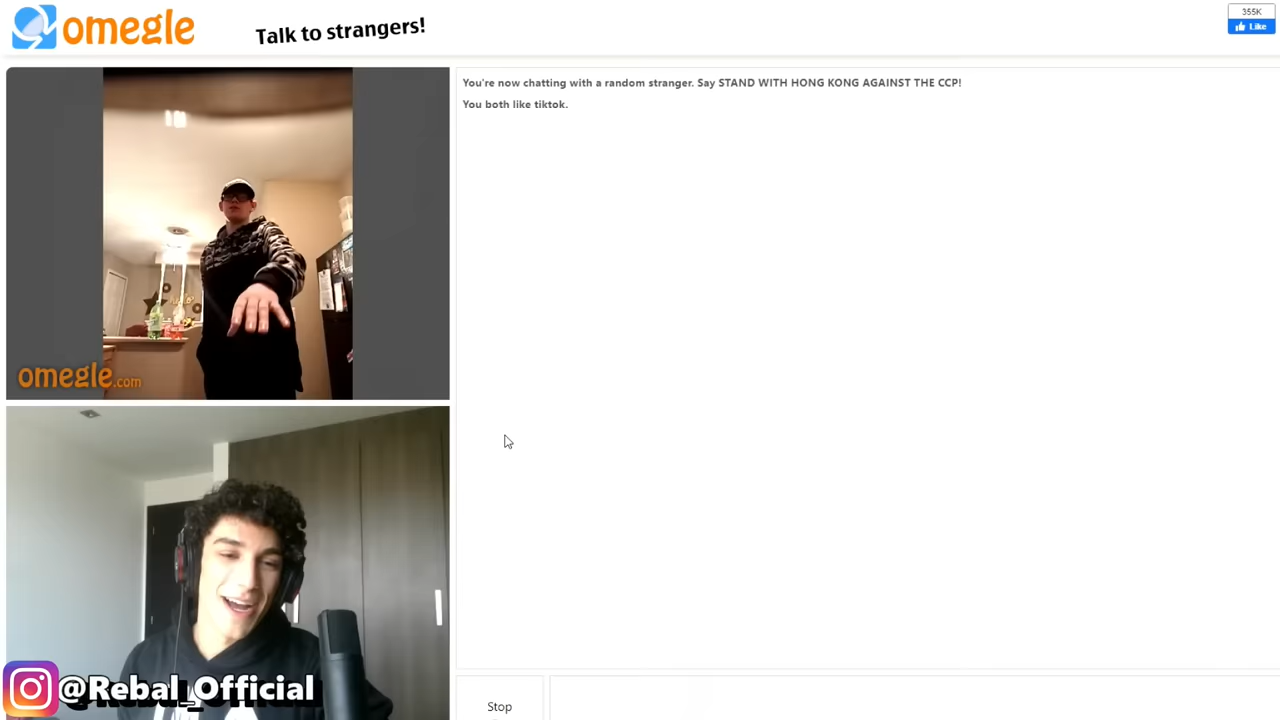 omegle
Talk to strangers!
355K
Like
You're now chatting with a random stranger. Say STAND WITH HONG KONG AGAINST THE CCP!
You both like tiktok.
hello
omegle.com
@Rebal_Official
Stop